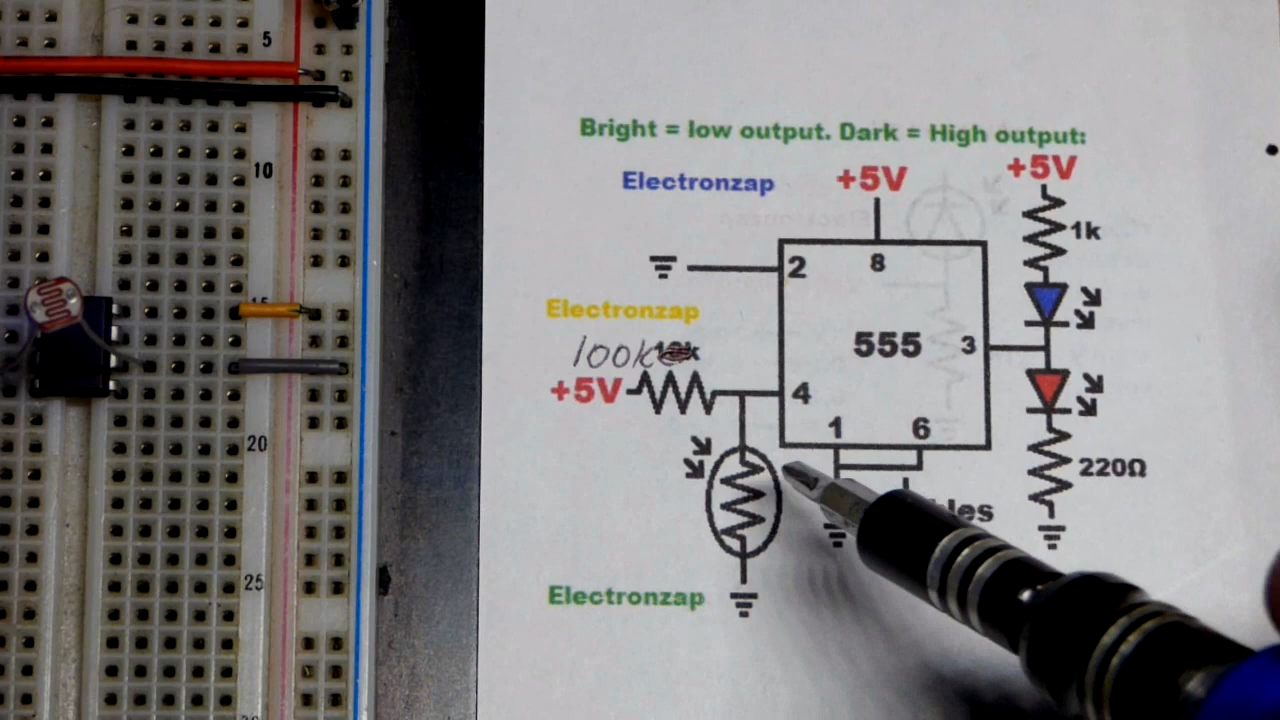 5
10
15
20
25
Bright = low output. Dark = High output:
Electronzap
+5V
+5V
1k
2
8
Electronzap
555
3
100k
+5V
4
1
6
220Ω
Electronzap